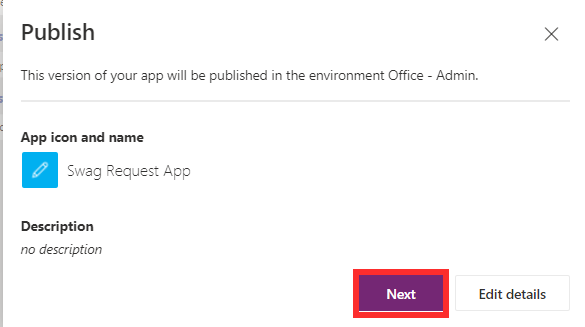 Publish
This version of your app will be published in the environment Office - Admin.
App icon and name
Swag Request App
Description
no description
Next
Edit details